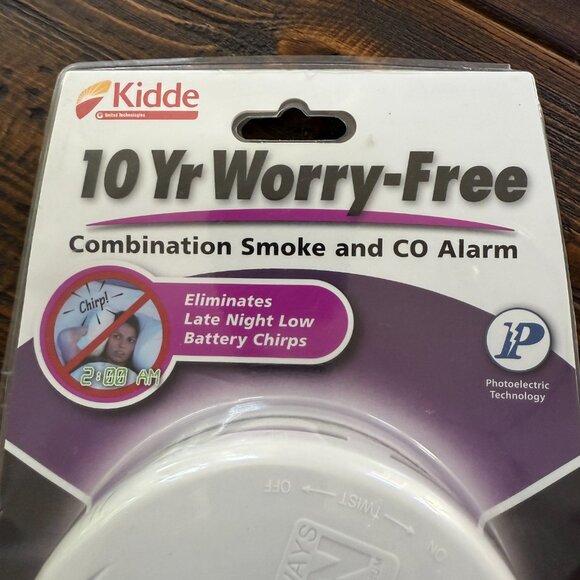 Kidde
United Technologies
10 Yr Worry-Free
Combination Smoke and CO Alarm
Chirp!
2:00 AM
Eliminates
Late Night Low
Battery Chirps
P
Photoelectric
Technology
ON
TWIST
OFF